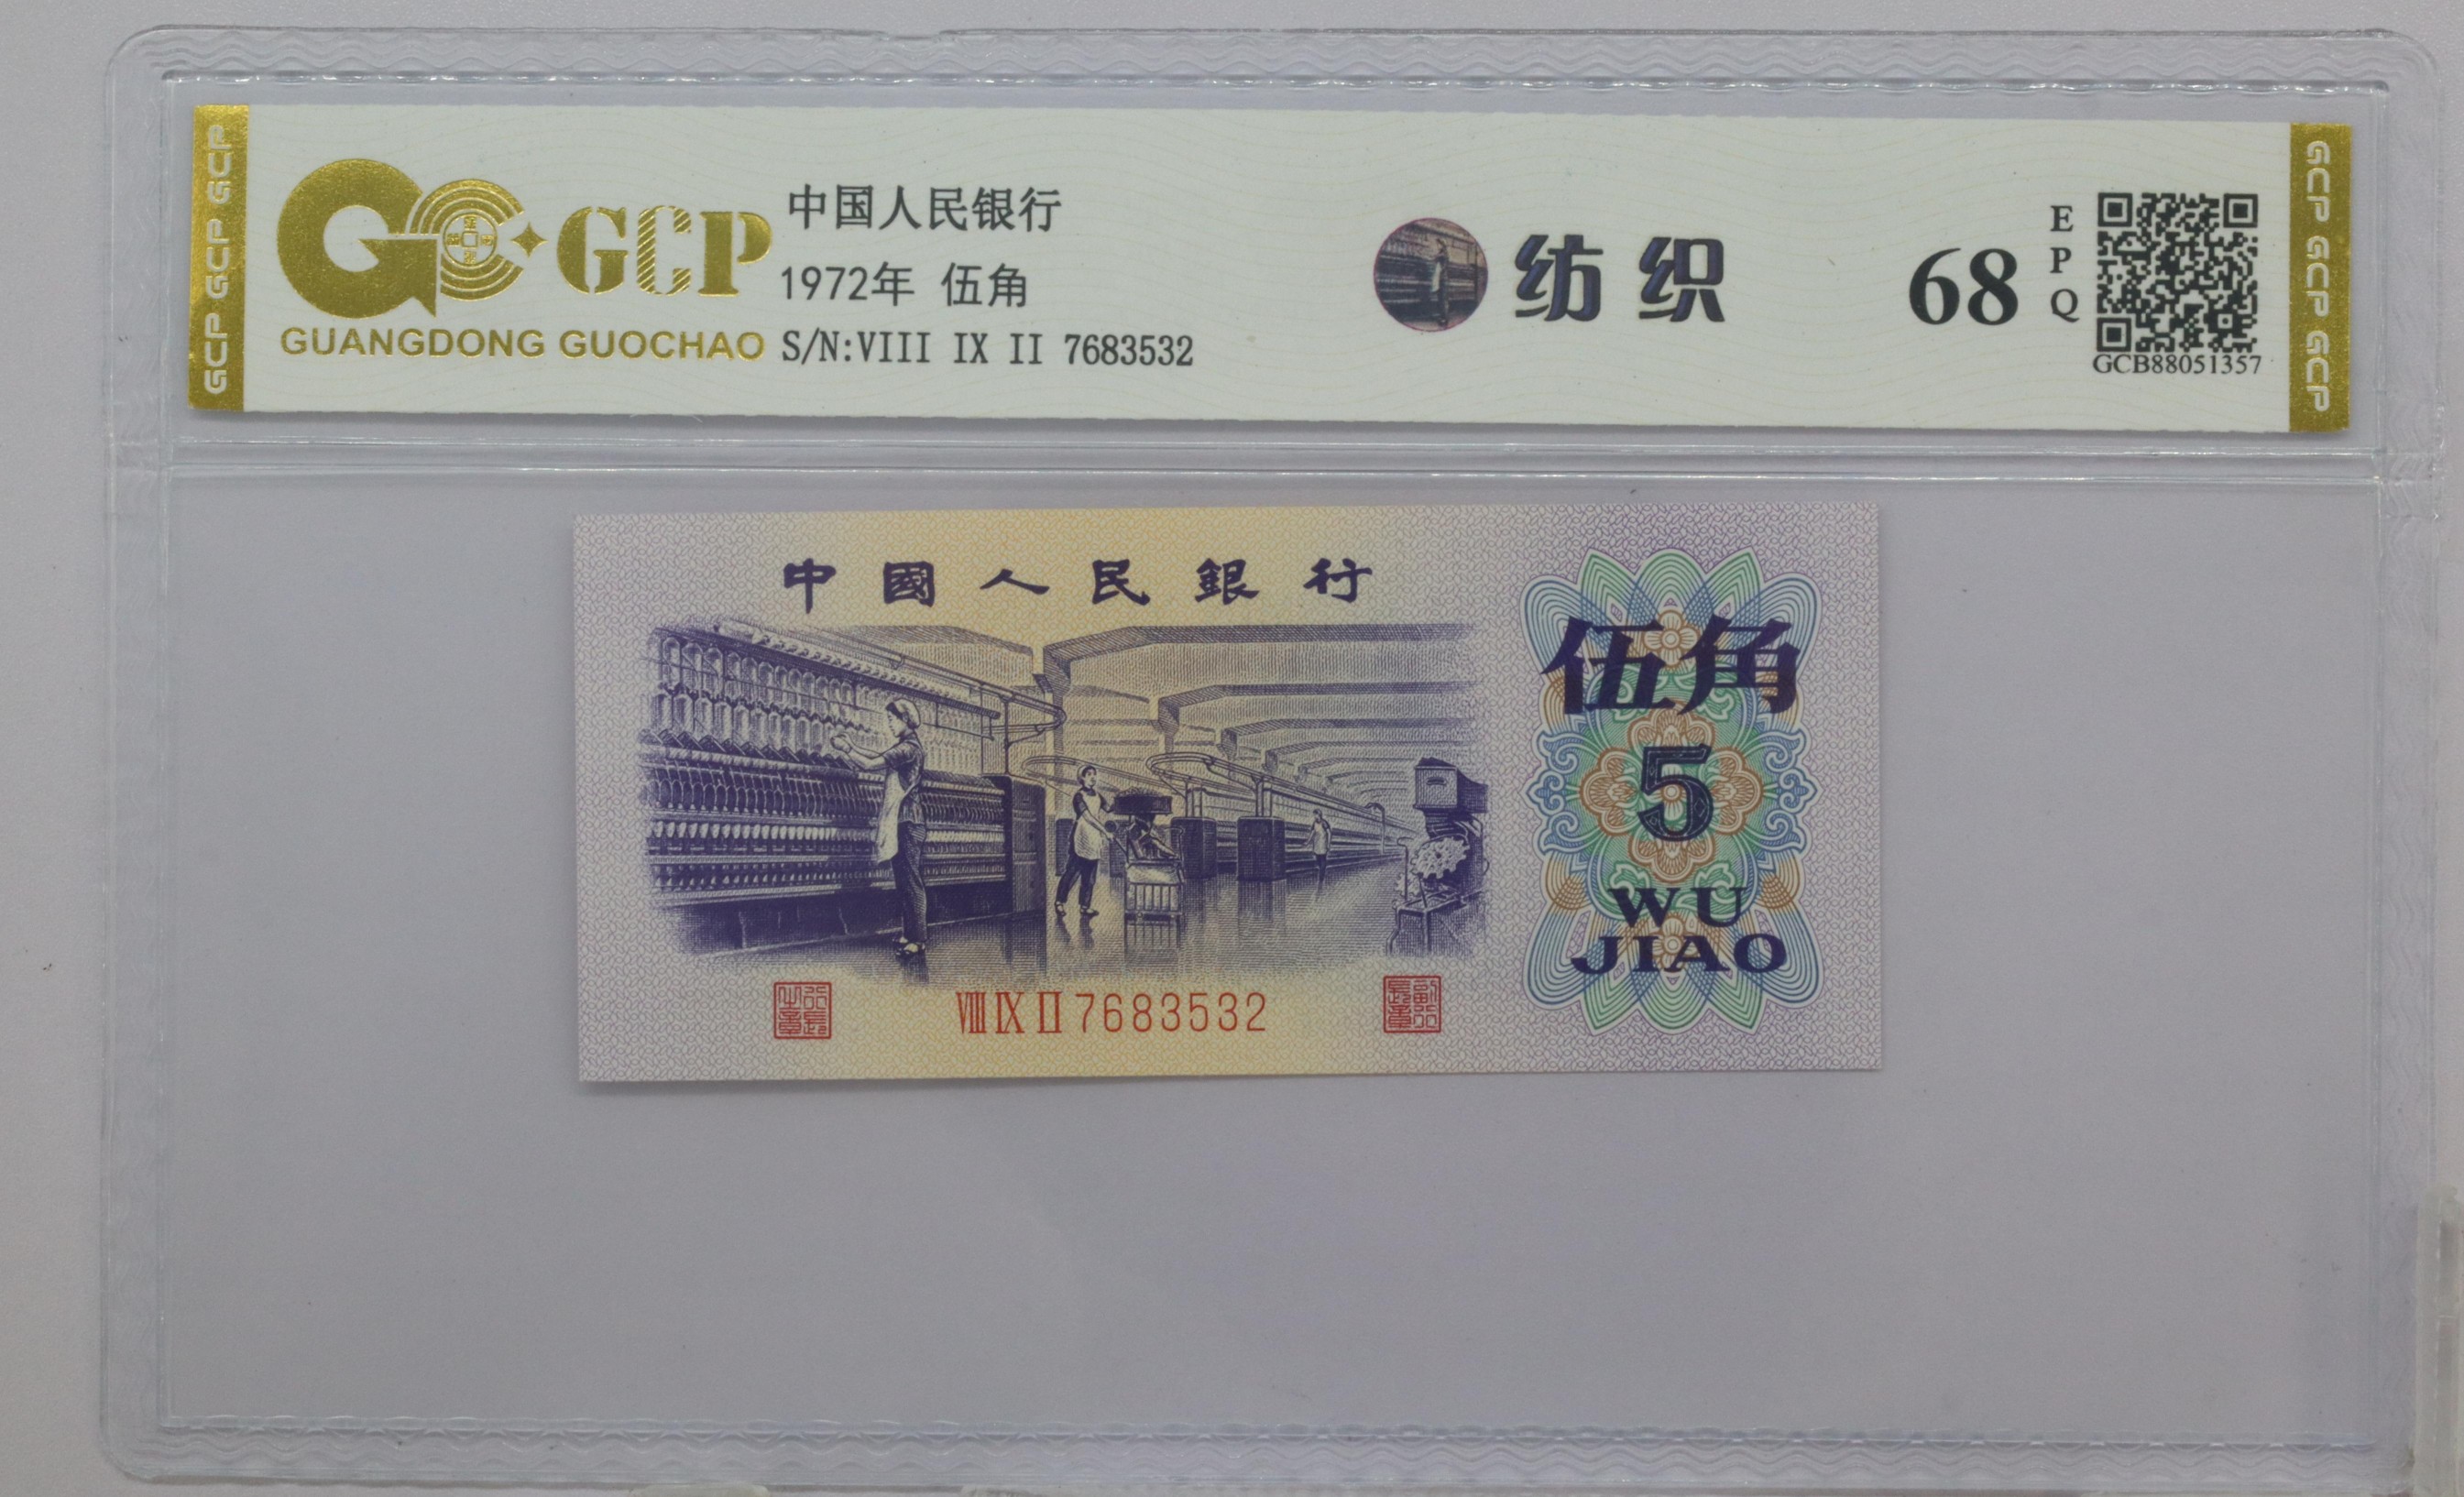 GCP GCP GCP
GCP
GUANGDONG GUOCHAO
中国人民银行
1972年 伍角
S/N:VIII IX II 7683532
纺织
68
EPQ
GCB88051357
GCP GCP GCP
中國人民銀行
伍角
5
WU
JIAO
VIII IX II 7683532